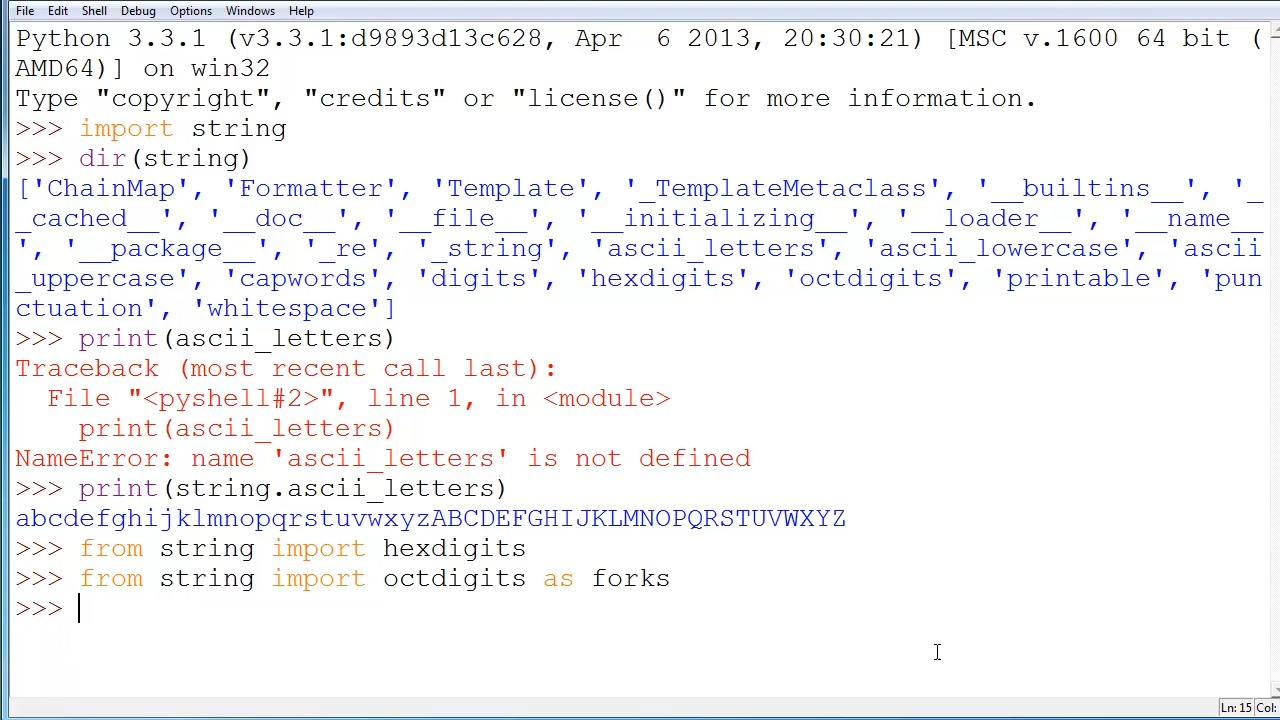 File Edit Shell Debug Options Windows Help
Python 3.3.1 (v3.3.1:d9893d13c628, Apr  6 2013, 20:30:21) [MSC v.1600 64 bit (
AMD64)] on win32
Type "copyright", "credits" or "license()" for more information.
>>> import string
>>> dir(string)
['ChainMap', 'Formatter', 'Template', '_TemplateMetaclass', '__builtins__', '_
_cached__', '__doc__', '__file__', '__initializing__', '__loader__', '__name__
', '__package__', '_re', '_string', 'ascii_letters', 'ascii_lowercase', 'ascii
_uppercase', 'capwords', 'digits', 'hexdigits', 'octdigits', 'printable', 'pun
ctuation', 'whitespace']
>>> print(ascii_letters)
Traceback (most recent call last):
  File "<pyshell#2>", line 1, in <module>
    print(ascii_letters)
NameError: name 'ascii_letters' is not defined
>>> print(string.ascii_letters)
abcdefghijklmnopqrstuvwxyzABCDEFGHIJKLMNOPQRSTUVWXYZ
>>> from string import hexdigits
>>> from string import octdigits as forks
>>>
Ln: 15 Col: